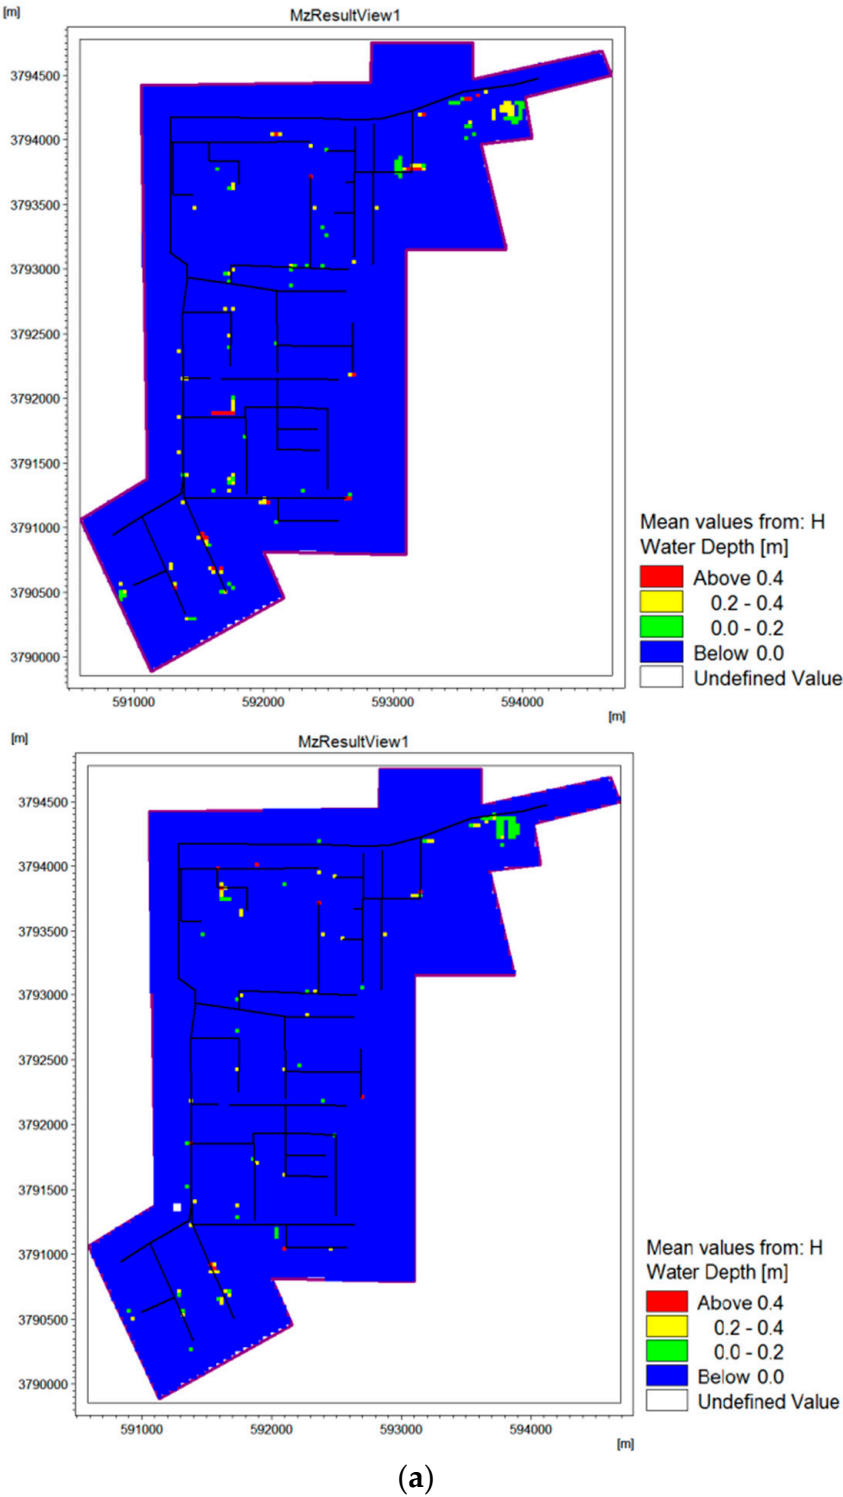 [m]
MzResultView1
3794500
3794000
3793500
3793000
3792500
3792000
3791500
3791000
3790500
3790000
591000 592000 593000 594000
[m]
Mean values from: H
Water Depth [m]
Above 0.4
0.2 - 0.4
0.0 - 0.2
Below 0.0
Undefined Value
[m]
MzResultView1
3794500
3794000
3793500
3793000
3792500
3792000
3791500
3791000
3790500
3790000
591000 592000 593000 594000
[m]
Mean values from: H
Water Depth [m]
Above 0.4
0.2 - 0.4
0.0 - 0.2
Below 0.0
Undefined Value
(a)